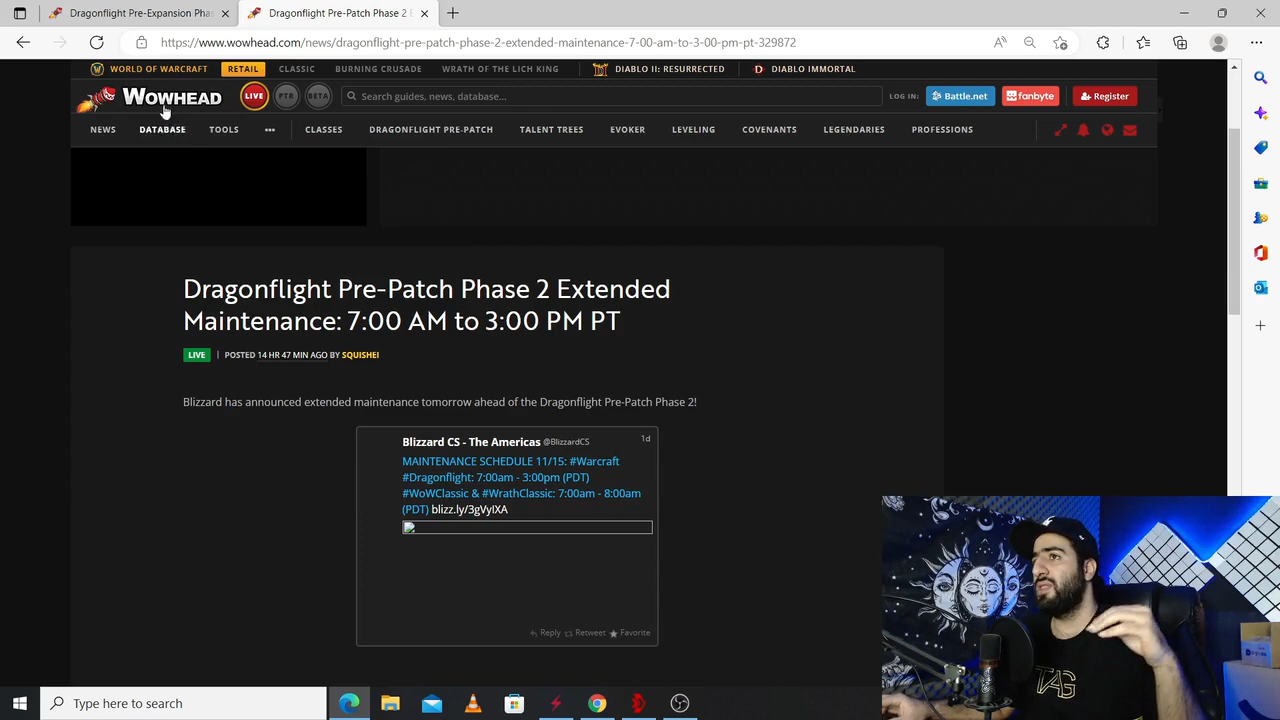 Dragonflight Pre-Expansion Pha
Dragonflight Pre-Patch Phase 2 E
https://www.wowhead.com/news/dragonflight-pre-patch-phase-2-extended-maintenance-7-00-am-to-3-00-pm-pt-329872
WORLD OF WARCRAFT RETAIL CLASSIC BURNING CRUSADE WRATH OF THE LICH KING DIABLO II: RESURRECTED DIABLO IMMORTAL
WOWHEAD LIVE PTR BETA Search guides, news, database... LOG IN: Battle.net fanbyte Register
NEWS DATABASE TOOLS ••• CLASSES DRAGONFLIGHT PRE-PATCH TALENT TREES EVOKER LEVELING COVENANTS LEGENDARIES PROFESSIONS
Dragonflight Pre-Patch Phase 2 Extended
Maintenance: 7:00 AM to 3:00 PM PT
LIVE | POSTED 14 HR 47 MIN AGO BY SQUISHEI
Blizzard has announced extended maintenance tomorrow ahead of the Dragonflight Pre-Patch Phase 2!
Blizzard CS - The Americas @BlizzardCS 1d
MAINTENANCE SCHEDULE 11/15: #Warcraft
#Dragonflight: 7:00am - 3:00pm (PDT)
#WoWClassic & #WrathClassic: 7:00am - 8:00am
(PDT) blizz.ly/3gVyIXA
Reply Retweet Favorite
TAG
Type here to search